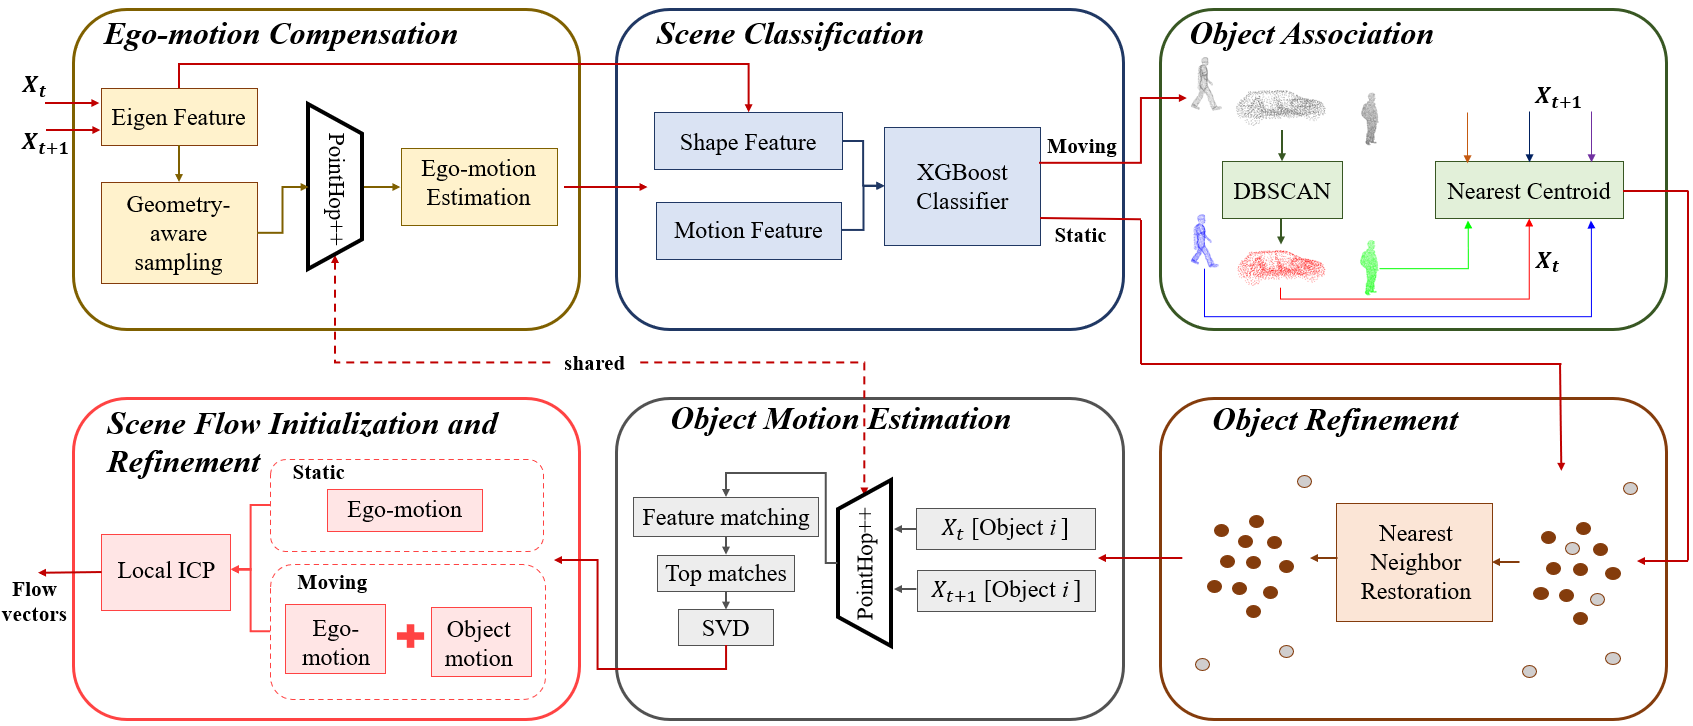 Ego-motion Compensation
X_t
X_{t+1}
Eigen Feature
Geometry-
aware
sampling
PointHop++
Ego-motion
Estimation
Scene Classification
Shape Feature
Motion Feature
XGBoost
Classifier
Moving
Static
Object Association
X_{t+1}
DBSCAN
Nearest Centroid
X_t
shared
Scene Flow Initialization and
Refinement
Static
Ego-motion
Local ICP
Moving
Ego-
motion
Object
motion
Flow
vectors
Object Motion Estimation
Feature matching
Top matches
SVD
PointHop++
X_t [Object i]
X_{t+1} [Object i]
Object Refinement
Nearest
Neighbor
Restoration